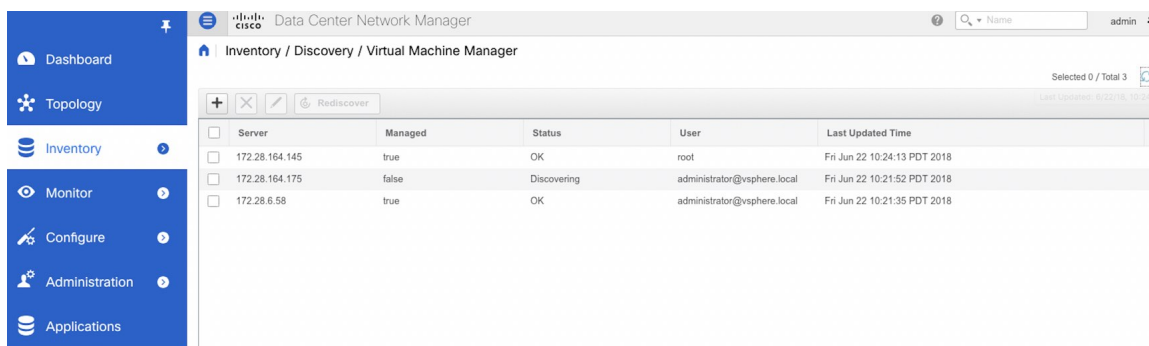 cisco Data Center Network Manager
Name
admin
Dashboard
Topology
Inventory
Monitor
Configure
Administration
Applications
Inventory / Discovery / Virtual Machine Manager
Selected 0 / Total 3
Rediscover
Server Managed Status User Last Updated Time
172.28.164.145 true OK root Fri Jun 22 10:24:13 PDT 2018
172.28.164.175 false Discovering administrator@vsphere.local Fri Jun 22 10:21:52 PDT 2018
172.28.6.58 true OK administrator@vsphere.local Fri Jun 22 10:21:35 PDT 2018